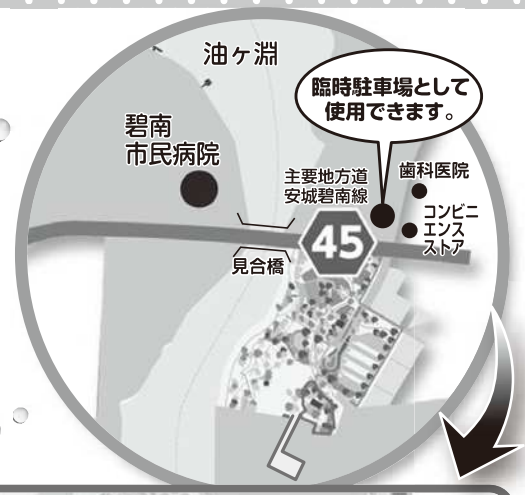 油ヶ淵
臨時駐車場として
使用できます。
碧南
市民病院
主要地方道
安城碧南線
歯科医院
コンビニ
エンス
ストア
45
見合橋